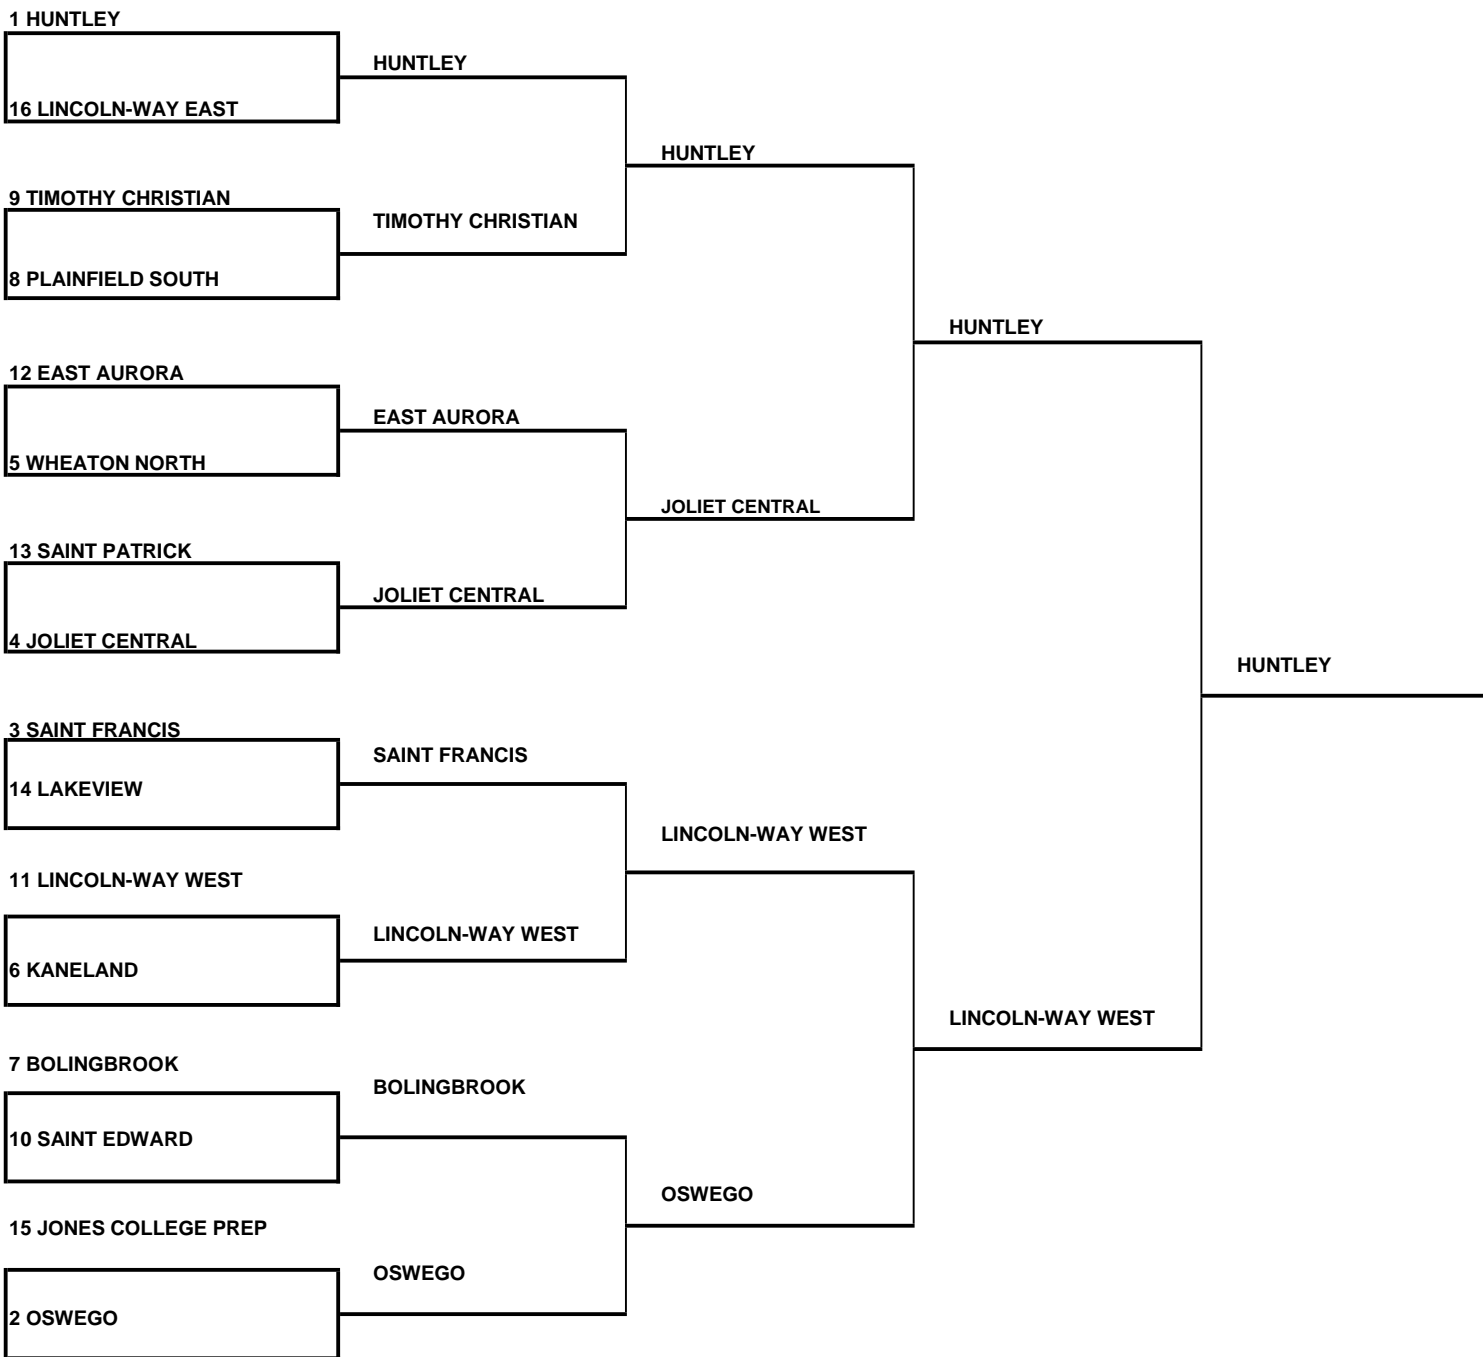 1 HUNTLEY
16 LINCOLN-WAY EAST
9 TIMOTHY CHRISTIAN
8 PLAINFIELD SOUTH
12 EAST AURORA
5 WHEATON NORTH
13 SAINT PATRICK
4 JOLIET CENTRAL
3 SAINT FRANCIS
14 LAKEVIEW
11 LINCOLN-WAY WEST
6 KANELAND
7 BOLINGBROOK
10 SAINT EDWARD
15 JONES COLLEGE PREP
2 OSWEGO
HUNTLEY
TIMOTHY CHRISTIAN
EAST AURORA
JOLIET CENTRAL
SAINT FRANCIS
LINCOLN-WAY WEST
BOLINGBROOK
OSWEGO
HUNTLEY
JOLIET CENTRAL
LINCOLN-WAY WEST
OSWEGO
HUNTLEY
LINCOLN-WAY WEST
HUNTLEY